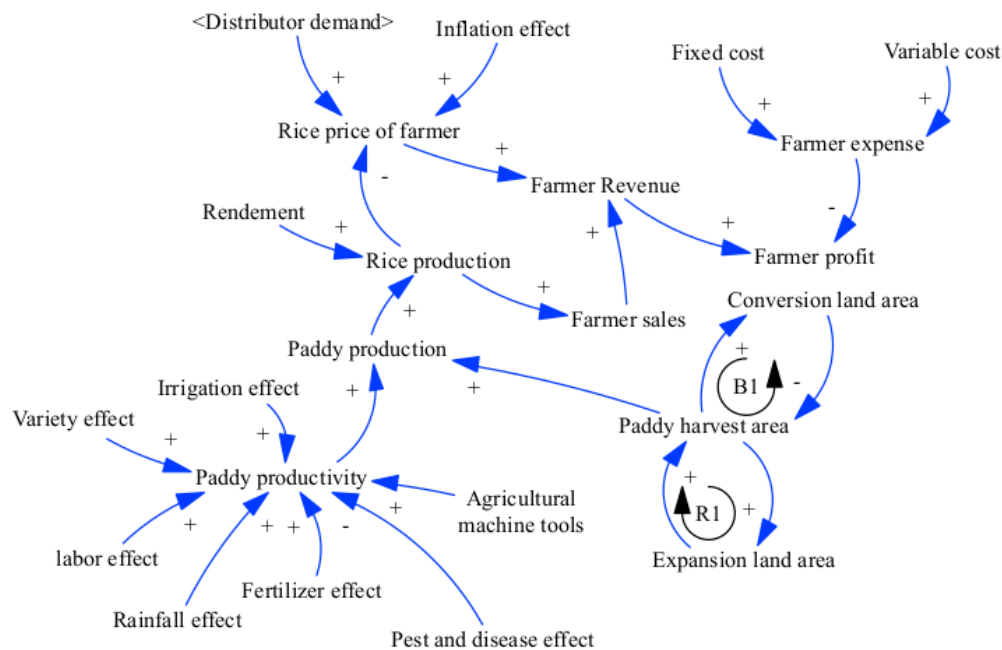 <Distributor demand>
Inflation effect
Fixed cost
Variable cost
+
+
+
+
Rice price of farmer
Farmer expense
+
-
Farmer Revenue
-
Rendement
+
+
+
Rice production
Farmer profit
+
Conversion land area
+
Farmer sales
Paddy production
+
B1
-
Irrigation effect
+
+
Variety effect
Paddy harvest area
+
+
Paddy productivity
+
R1
+
Agricultural
machine tools
+
+
+
+
-
labor effect
Expansion land area
Fertilizer effect
Rainfall effect
Pest and disease effect